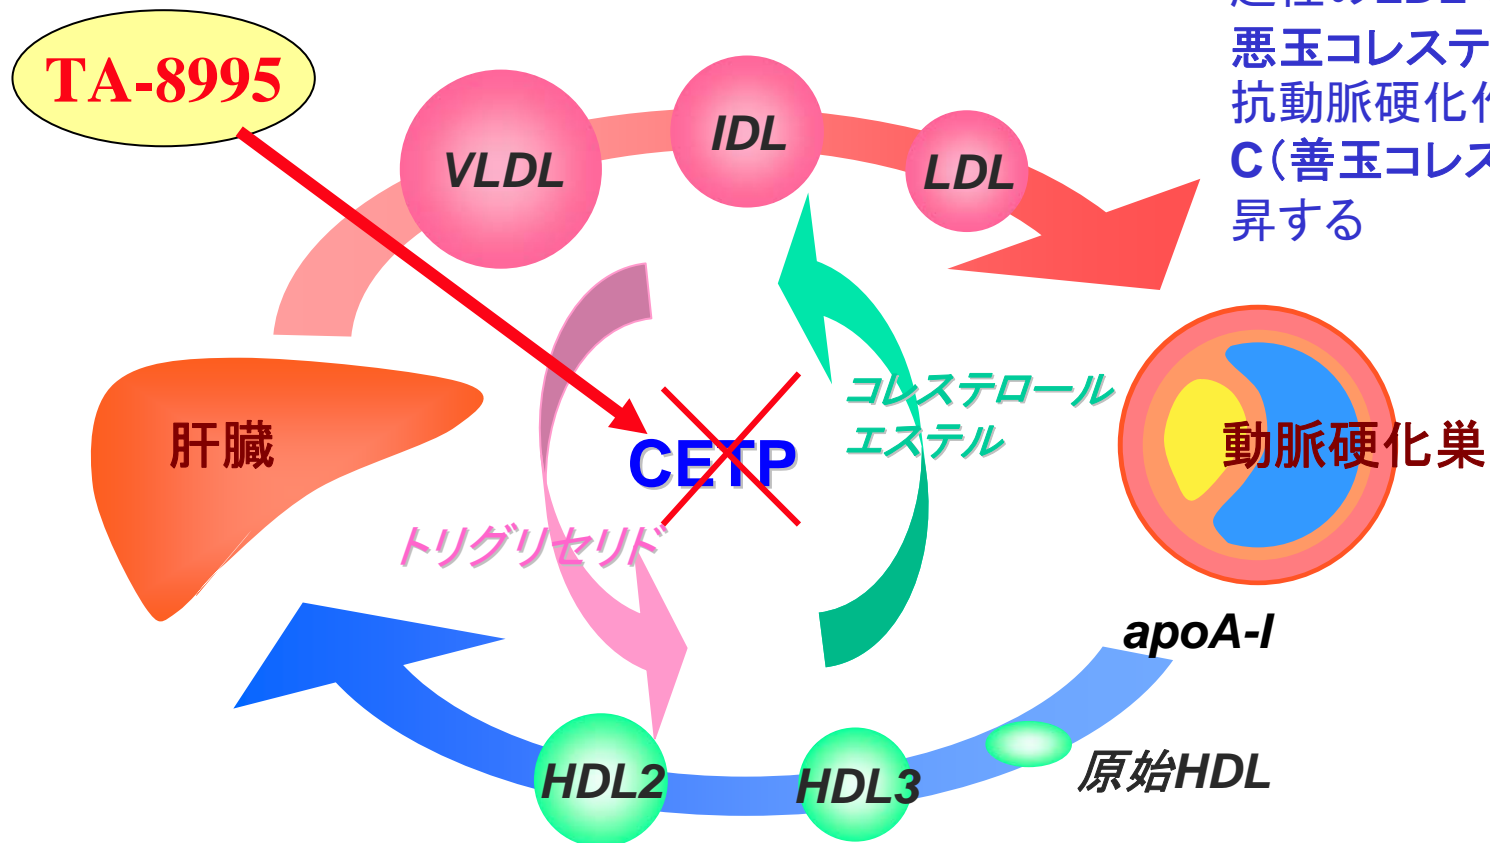 TA-8995
悪玉コレステ
抗動脈硬化作
C（善玉コレス
昇する
VLDL
IDL
LDL
コレステロール
エステル
CETP
肝臓
動脈硬化巣
トリグリセリド
apoA-I
原始HDL
HDL2
HDL3